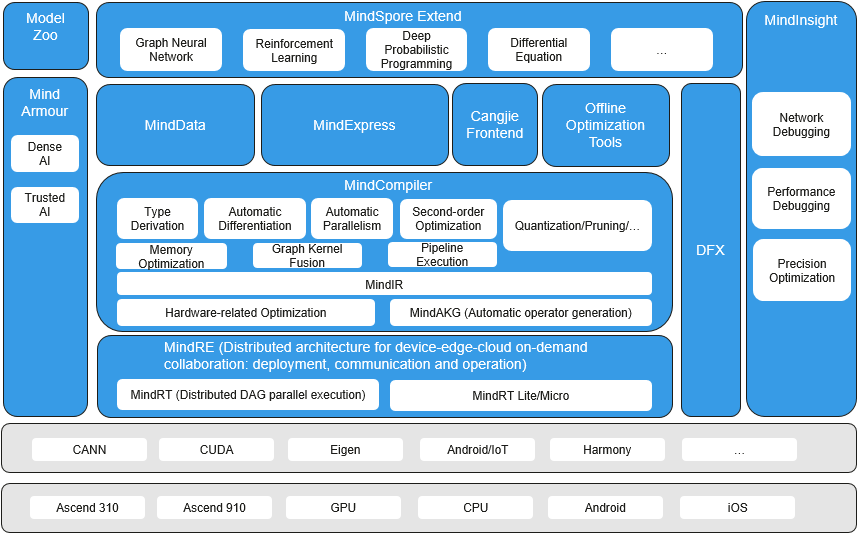 Model
Zoo
MindSpore Extend
Graph Neural
Network
Reinforcement
Learning
Deep
Probabilistic
Programming
Differential
Equation
...
MindInsight
Network
Debugging
Performance
Debugging
Precision
Optimization
Mind
Armour
Dense
AI
Trusted
AI
MindData
MindExpress
Cangjie
Frontend
Offline
Optimization
Tools
DFX
MindCompiler
Type
Derivation
Automatic
Differentiation
Automatic
Parallelism
Second-order
Optimization
Quantization/Pruning/...
Memory
Optimization
Graph Kernel
Fusion
Pipeline
Execution
MindIR
Hardware-related Optimization
MindAKG (Automatic operator generation)
MindRE (Distributed architecture for device-edge-cloud on-demand
collaboration: deployment, communication and operation)
MindRT (Distributed DAG parallel execution)
MindRT Lite/Micro
CANN
CUDA
Eigen
Android/IoT
Harmony
...
Ascend 310
Ascend 910
GPU
CPU
Android
iOS